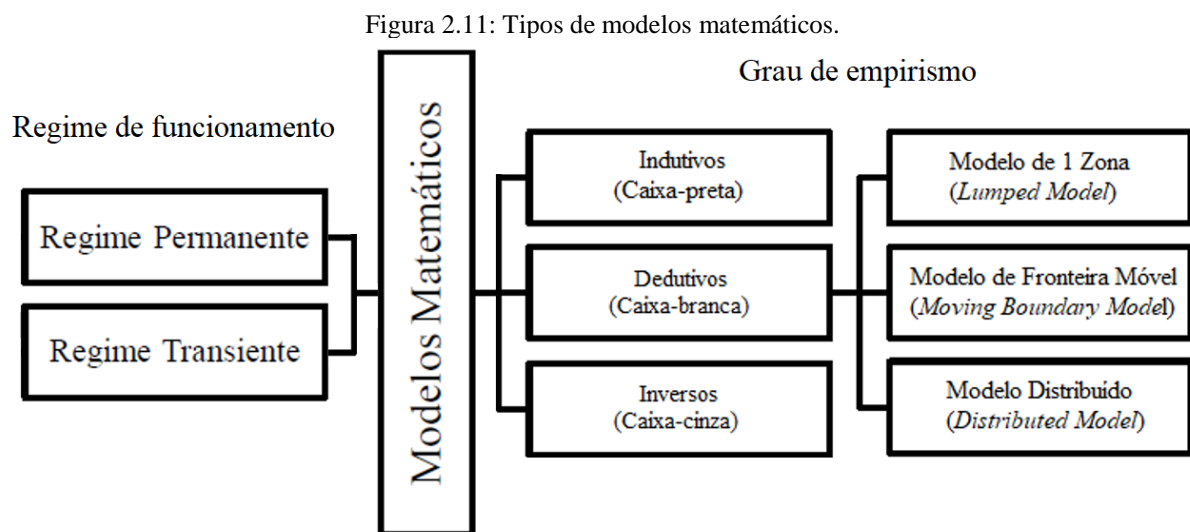 Figura 2.11: Tipos de modelos matemáticos.
Regime de funcionamento
Regime Permanente
Regime Transiente
Modelos Matemáticos
Grau de empirismo
Indutivos
(Caixa-preta)
Dedutivos
(Caixa-branca)
Inversos
(Caixa-cinza)
Modelo de 1 Zona
(Lumped Model)
Modelo de Fronteira Móvel
(Moving Boundary Model)
Modelo Distribuido
(Distributed Model)